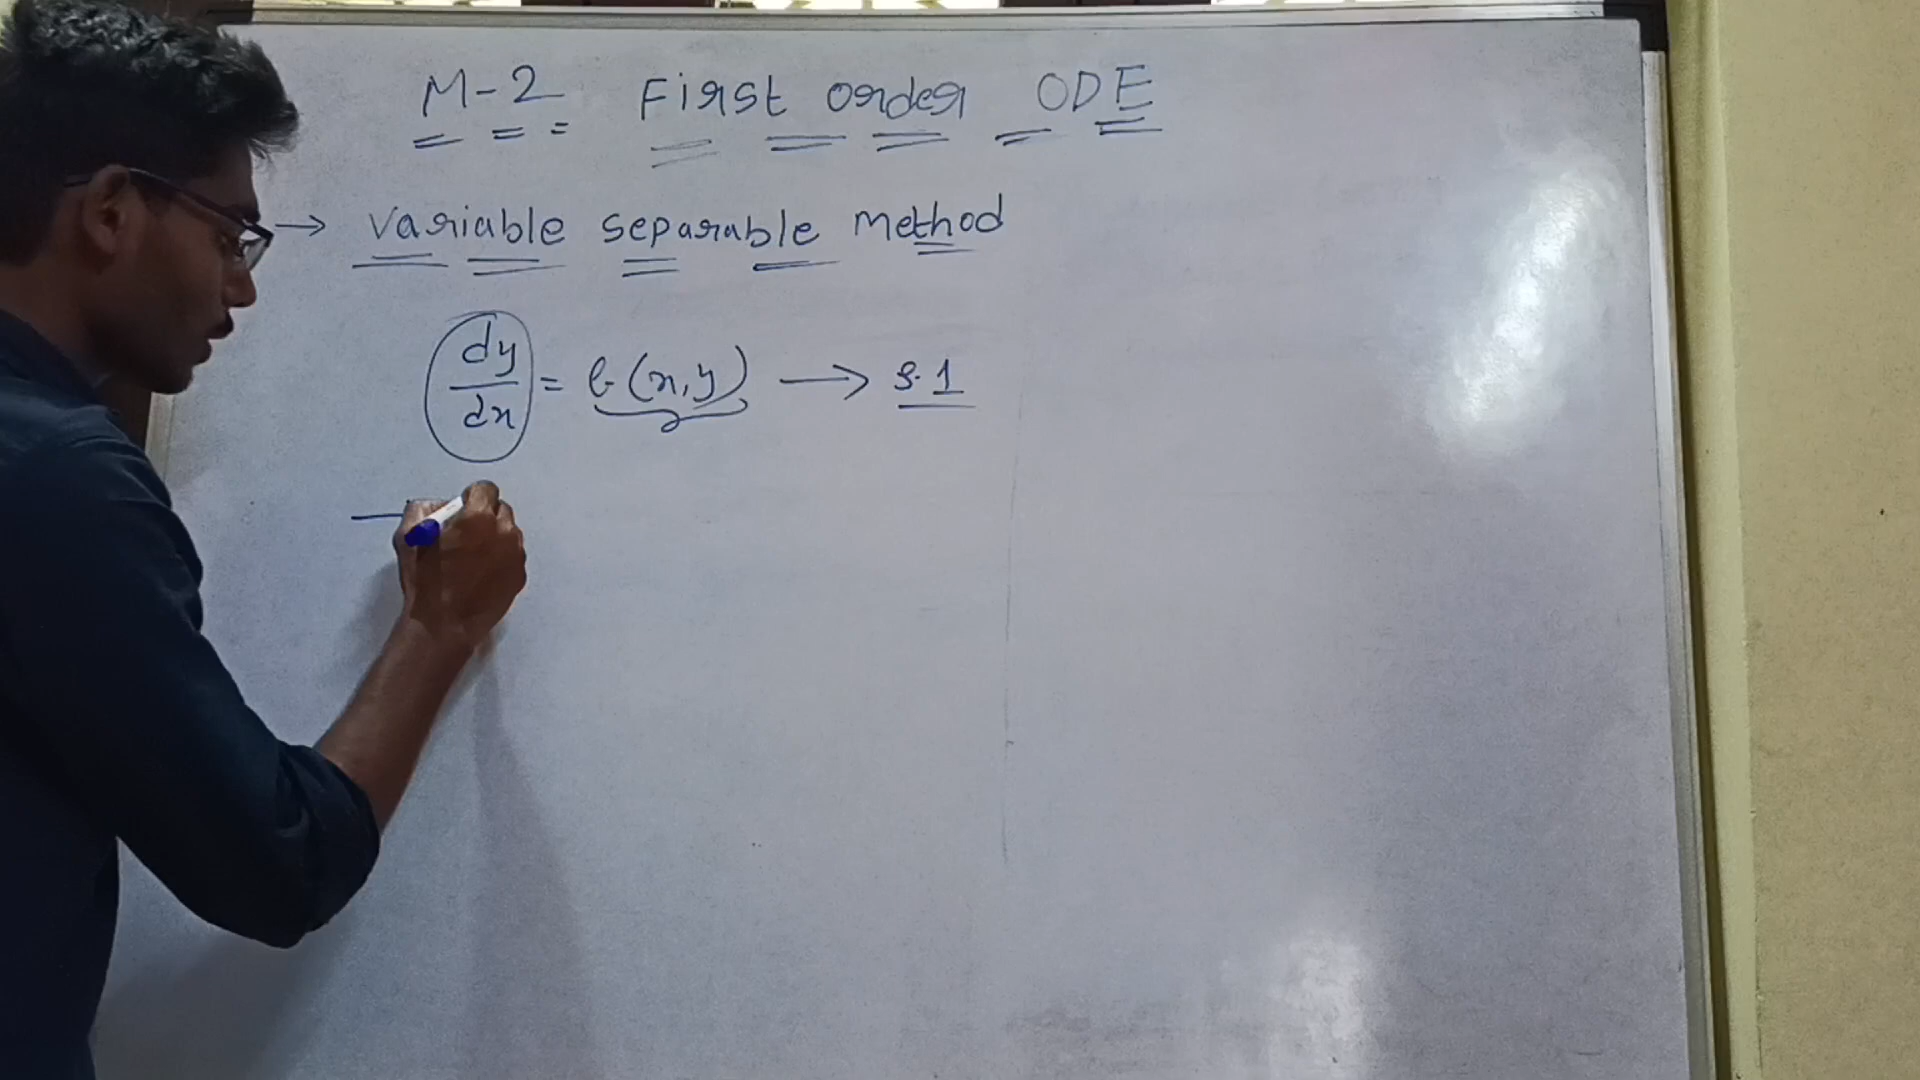 M-2 First order ODE
→ variable separable method
dy/dx = f(x,y) → S.1